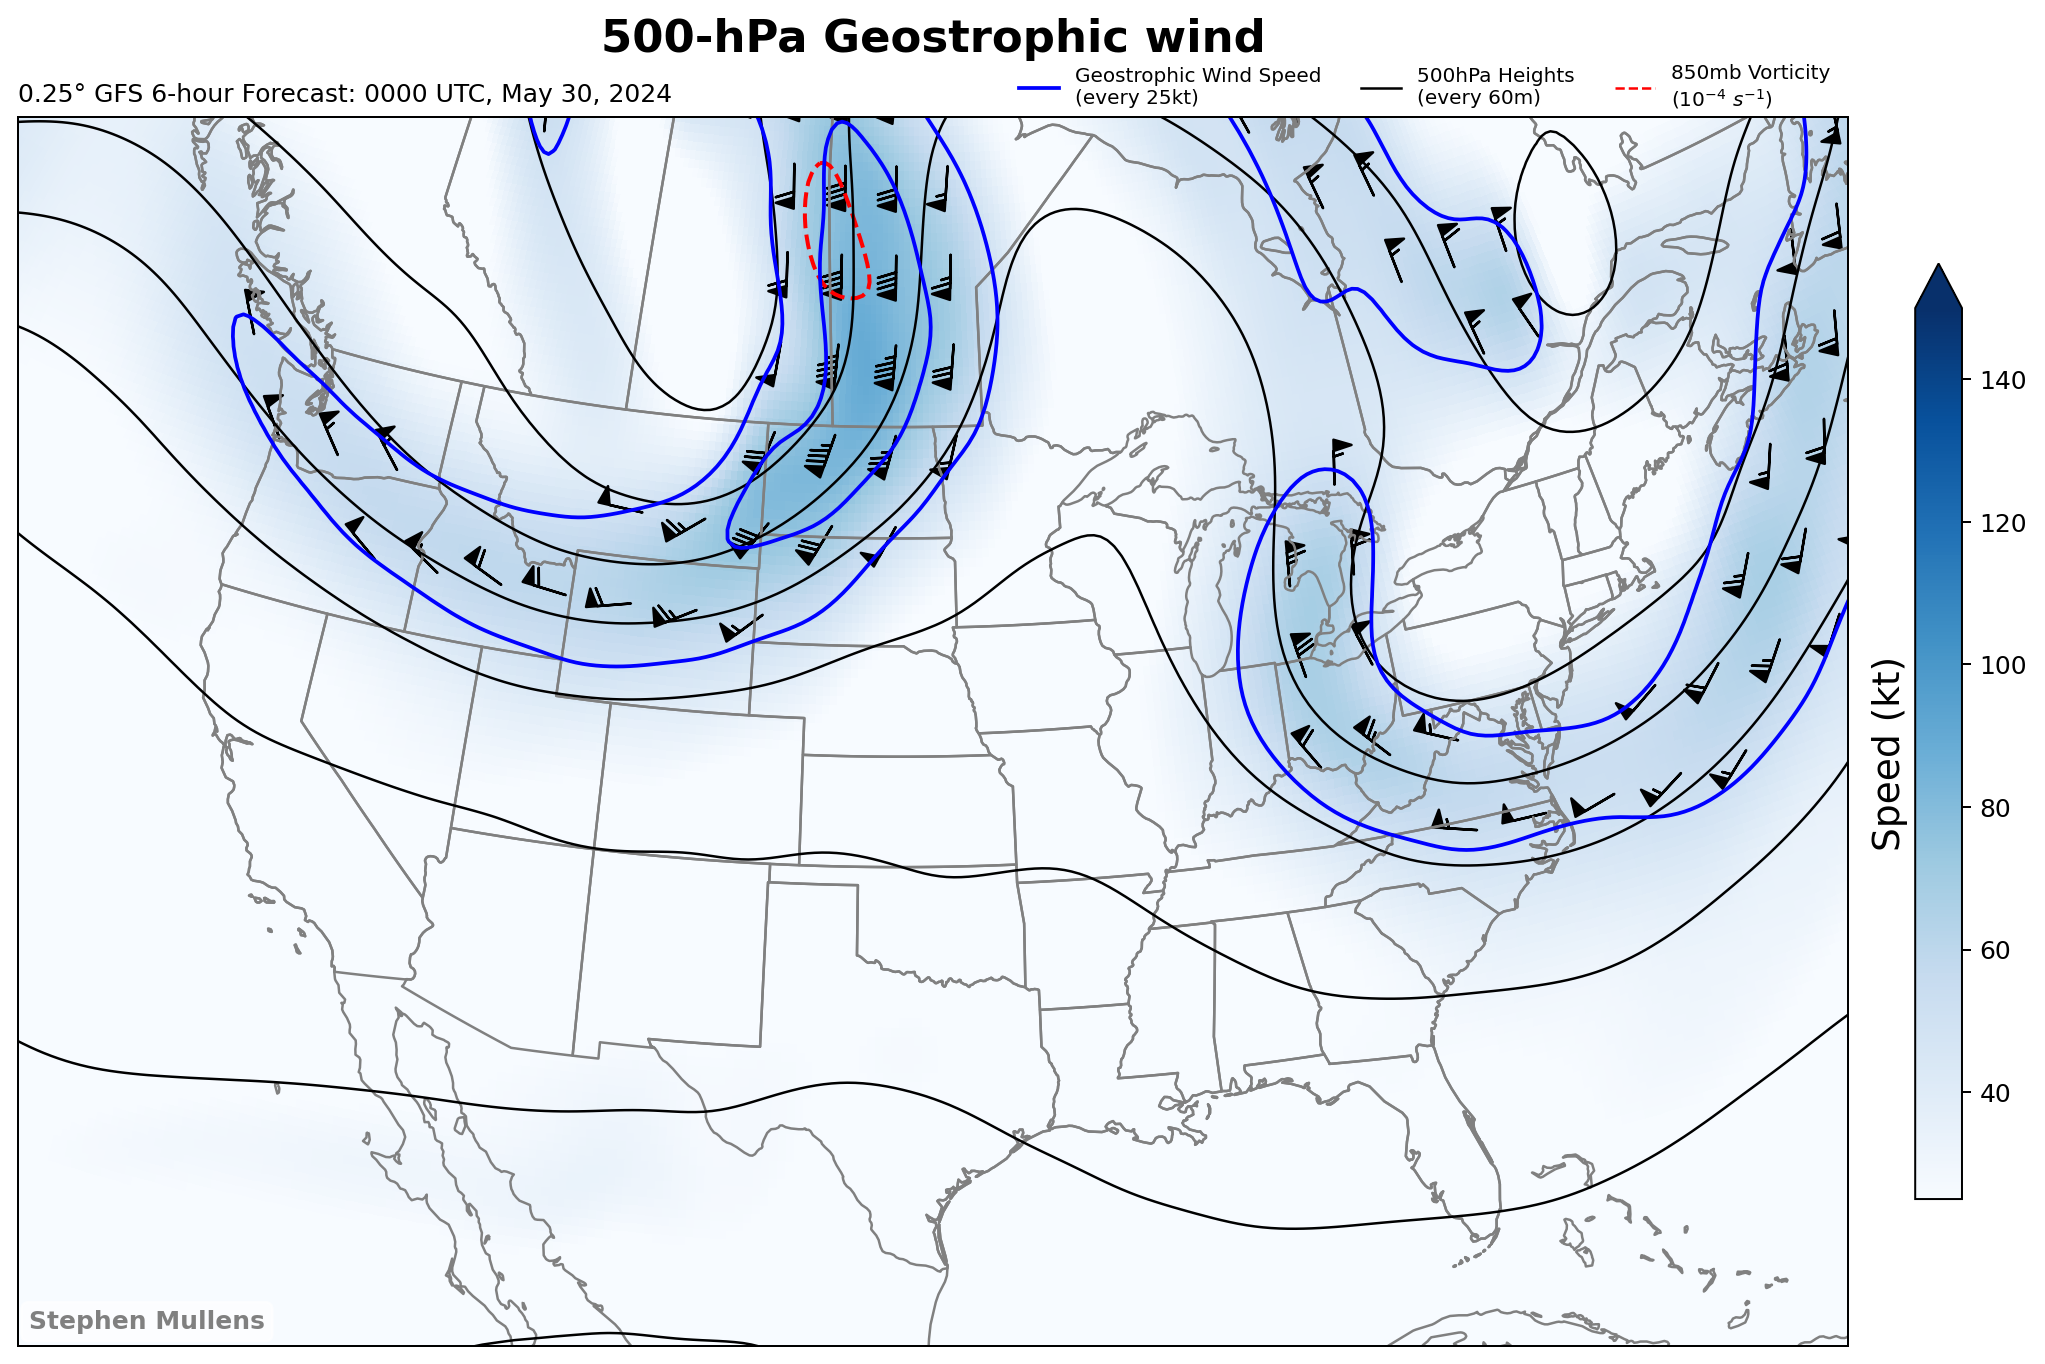 500-hPa Geostrophic wind
0.25° GFS 6-hour Forecast: 0000 UTC, May 30, 2024
Geostrophic Wind Speed
(every 25kt)
500hPa Heights
(every 60m)
850mb Vorticity
(10⁻⁴ s⁻¹)
140
120
100
80
60
40
Speed (kt)
Stephen Mullens